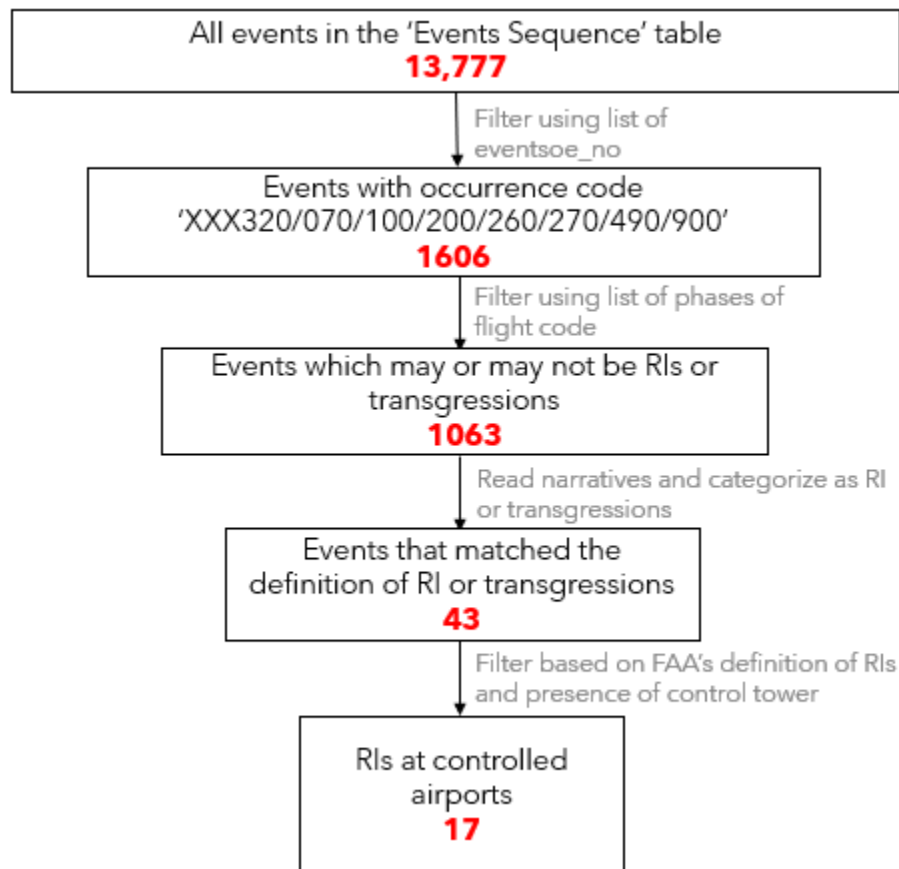 All events in the ‘Events Sequence’ table
13,777
Filter using list of
eventsoe_no
Events with occurrence code
‘XXX320/070/100/200/260/270/490/900’
1606
Filter using list of phases of
flight code
Events which may or may not be RIs or
transgressions
1063
Read narratives and categorize as RI
or transgressions
Events that matched the
definition of RI or transgressions
43
Filter based on FAA’s definition of RIs
and presence of control tower
RIs at controlled
airports
17